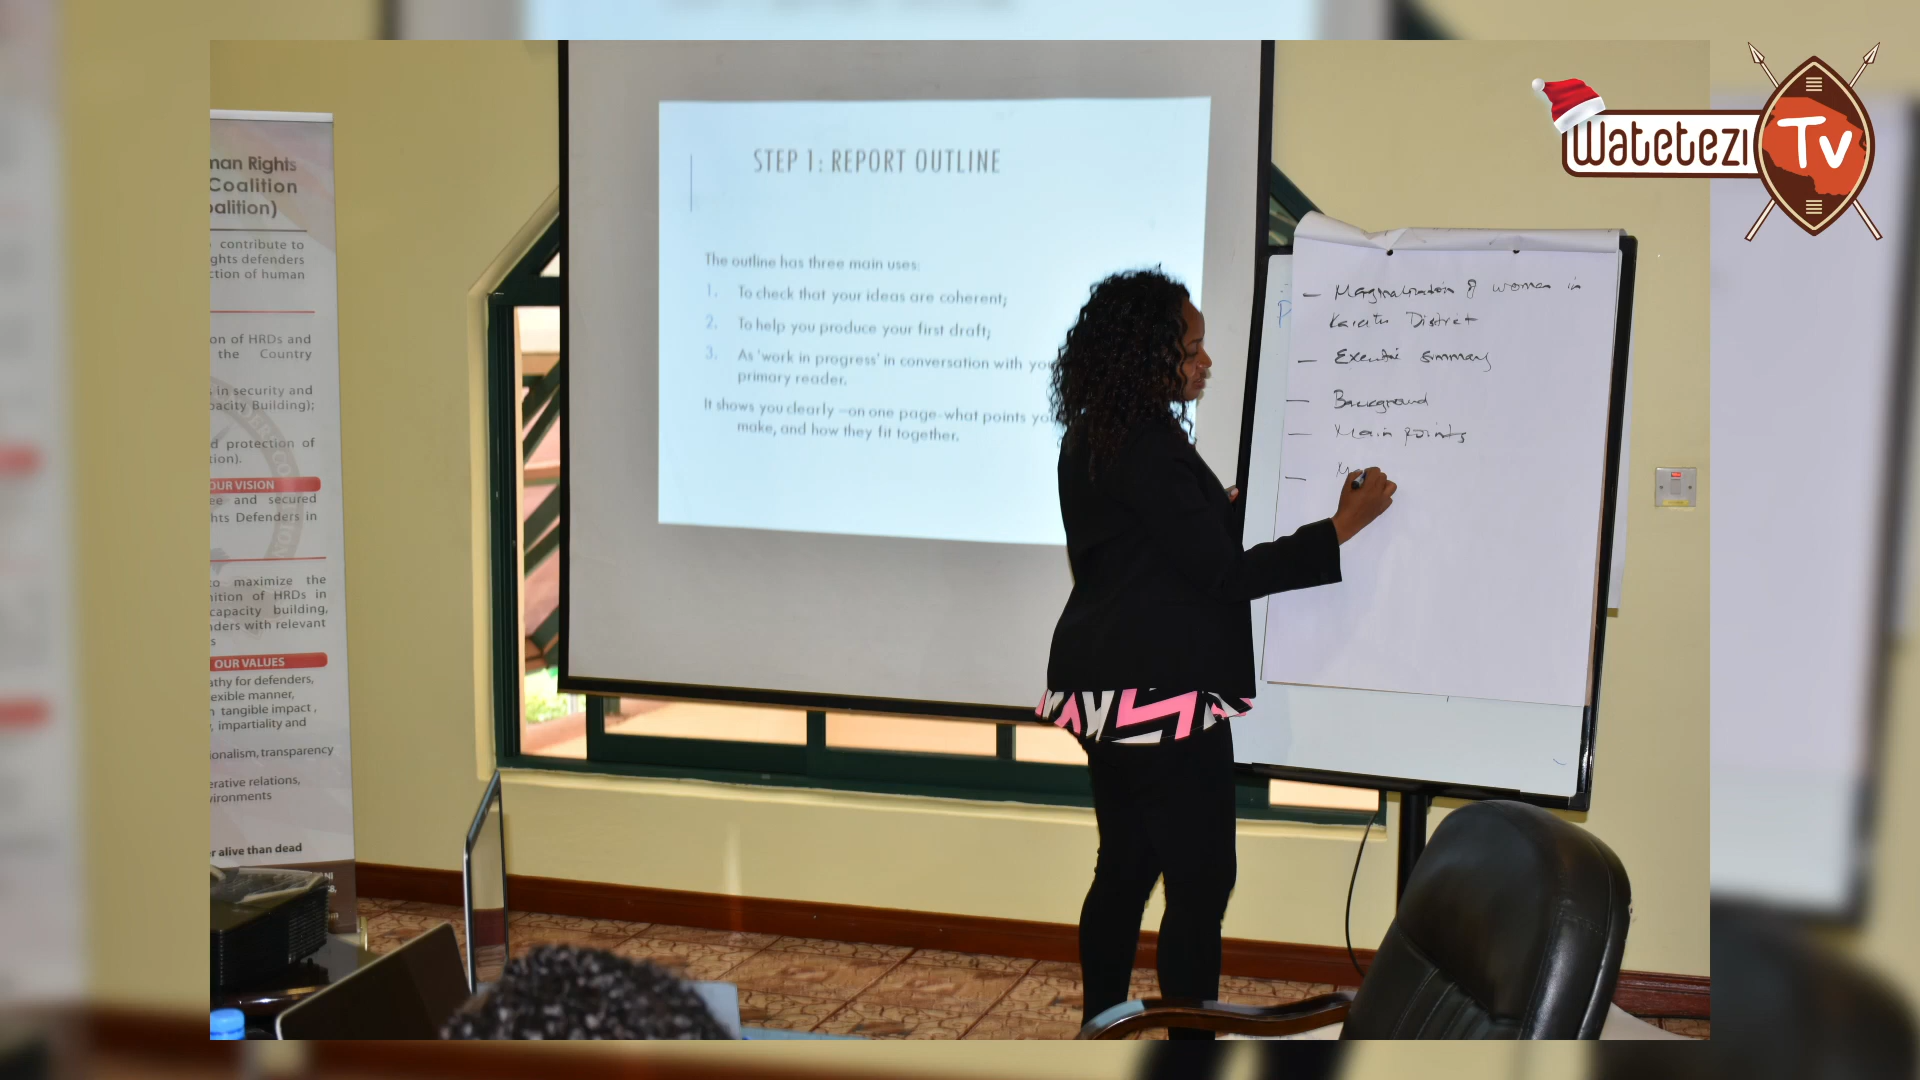 man Rights
Coalition
oalition)
contribute to
ghts defenders
ction of human
on of HRDs and
the Country
in security and
pacity Building);
d protection of
tion).
OUR VISION
ee and secured
hts Defenders in
to maximize the
nition of HRDs in
capacity building,
nders with relevant
s
OUR VALUES
athy for defenders,
exible manner,
n tangible impact,
, impartiality and
ionalism, transparency
erative relations,
vironments
r alive than dead
STEP 1: REPORT OUTLINE
The outline has three main uses:
1. To check that your ideas are coherent;
2. To help you produce your first draft;
3. As 'work in progress' in conversation with you
primary reader.
It shows you clearly –on one page-what points yo
make, and how they fit together.
– Marginalization of women in
Karatu District
– Executive summary
– Background
– Main points
–
Watetezi Tv